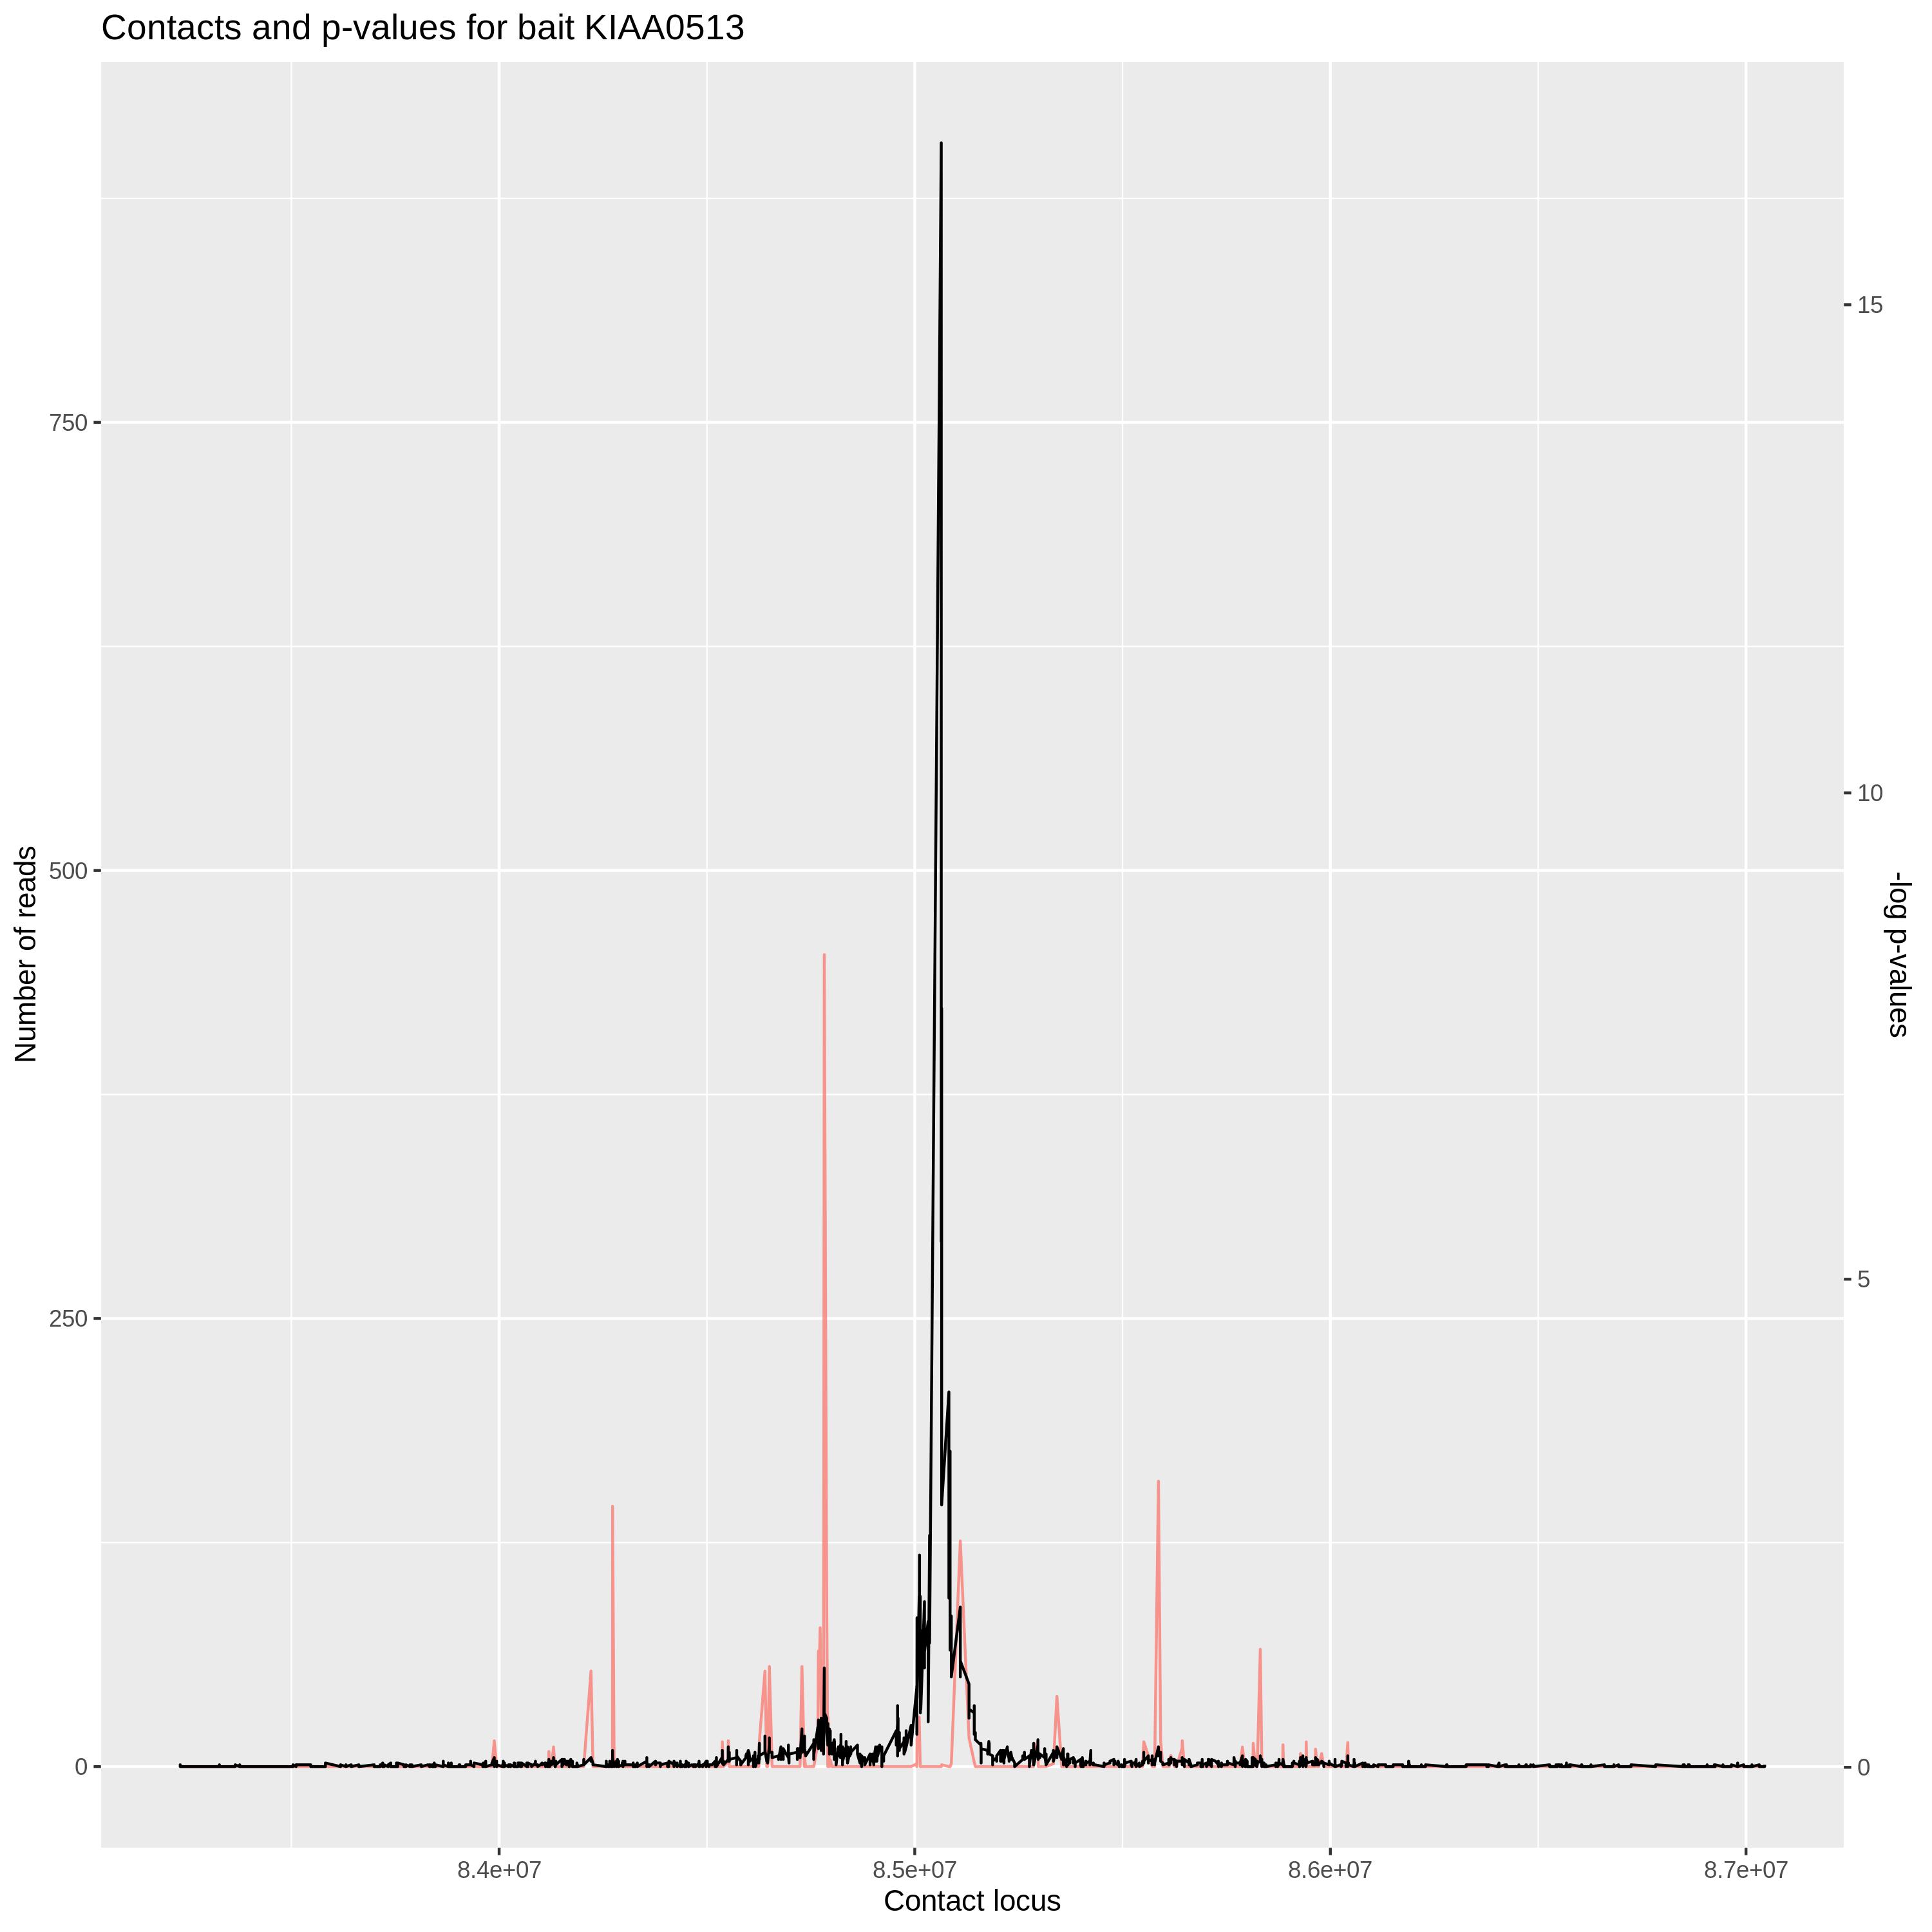 Contacts and p-values for bait KIAA0513
Number of reads
750
500
250
0
15
10
5
0
-log p-values
8.4e+07
8.5e+07
8.6e+07
8.7e+07
Contact locus